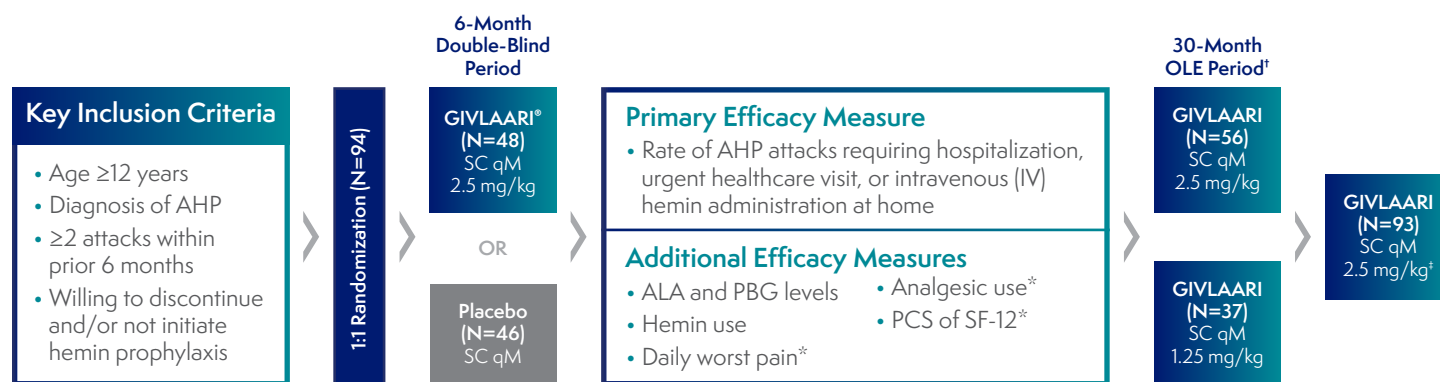 Key Inclusion Criteria
• Age ≥12 years
• Diagnosis of AHP
• ≥2 attacks within
prior 6 months
• Willing to discontinue
and/or not initiate
hemin prophylaxis
1:1 Randomization (N=94)
6-Month
Double-Blind
Period
GIVLAARI®
(N=48)
SC qM
2.5 mg/kg
OR
Placebo
(N=46)
SC qM
Primary Efficacy Measure
• Rate of AHP attacks requiring hospitalization,
urgent healthcare visit, or intravenous (IV)
hemin administration at home
Additional Efficacy Measures
• ALA and PBG levels
• Hemin use
• Daily worst pain*
• Analgesic use*
• PCS of SF-12*
30-Month
OLE Period†
GIVLAARI
(N=56)
SC qM
2.5 mg/kg
GIVLAARI
(N=37)
SC qM
1.25 mg/kg
GIVLAARI
(N=93)
SC qM
2.5 mg/kg‡